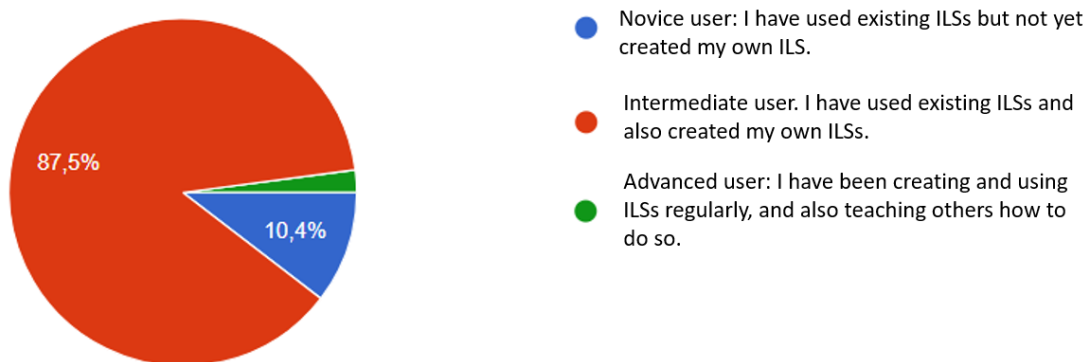 Novice user: I have used existing ILSs but not yet
created my own ILS.
Intermediate user. I have used existing ILSs and
also created my own ILSs.
Advanced user: I have been creating and using
ILSs regularly, and also teaching others how to
do so.
87,5%
10,4%